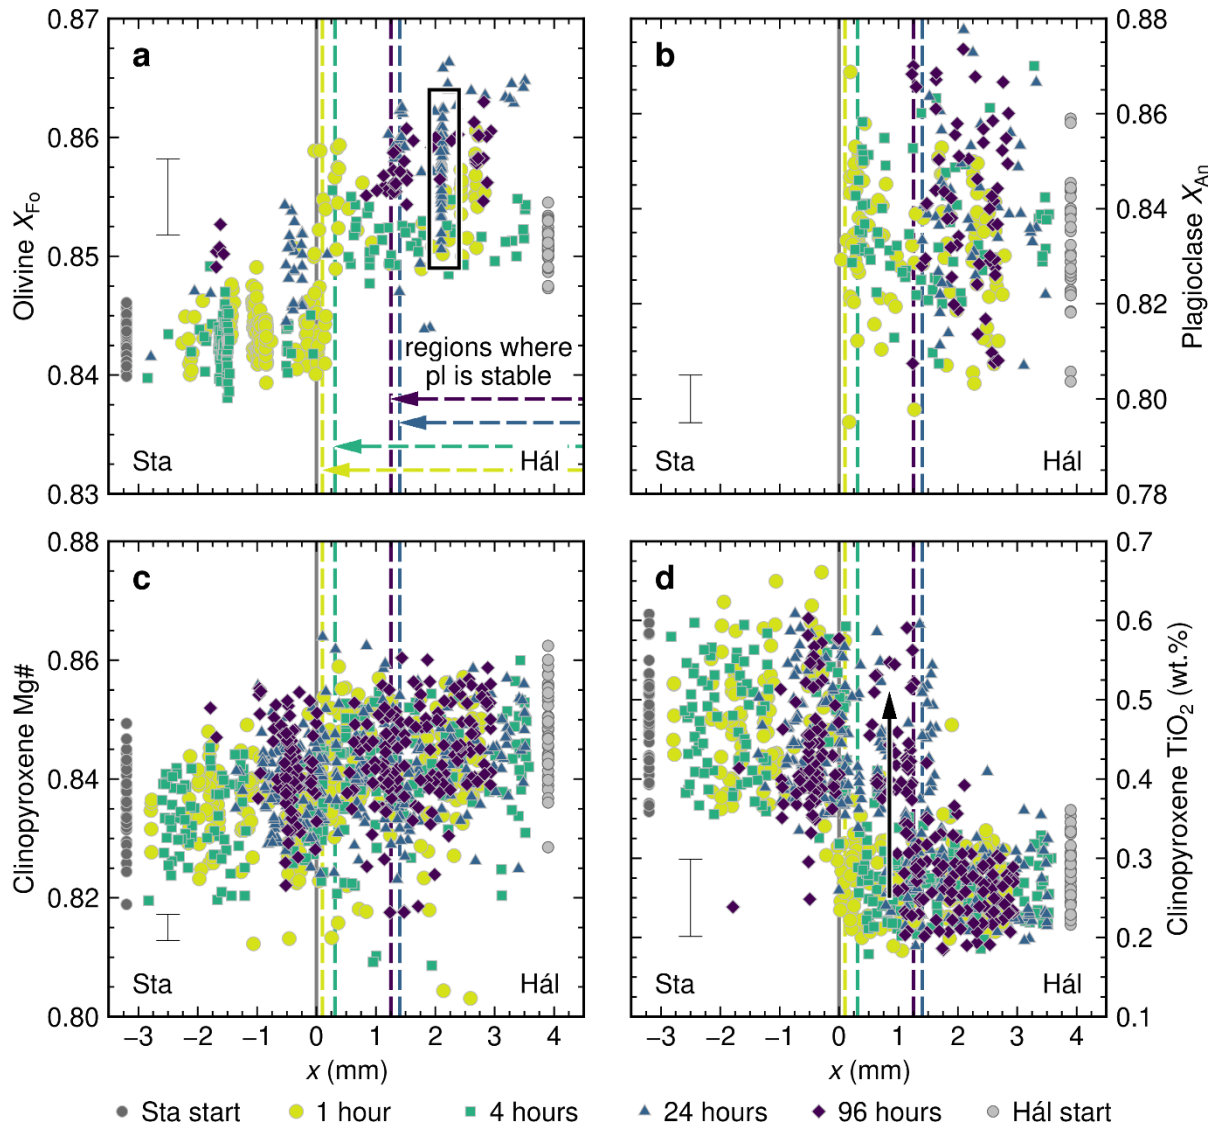 a
0.87
0.86
0.85
0.84
0.83
Olivine XFo
regions where
pl is stable
Sta
Hál
b
0.88
0.86
0.84
0.82
0.80
0.78
Plagioclase XAn
Sta
Hál
c
0.88
0.86
0.84
0.82
0.80
Clinopyroxene Mg#
Sta
Hál
−3 −2 −1 0 1 2 3 4
x (mm)
d
0.7
0.6
0.5
0.4
0.3
0.2
0.1
Clinopyroxene TiO2 (wt.%)
Sta
Hál
−3 −2 −1 0 1 2 3 4
x (mm)
Sta start 1 hour 4 hours 24 hours 96 hours Hál start